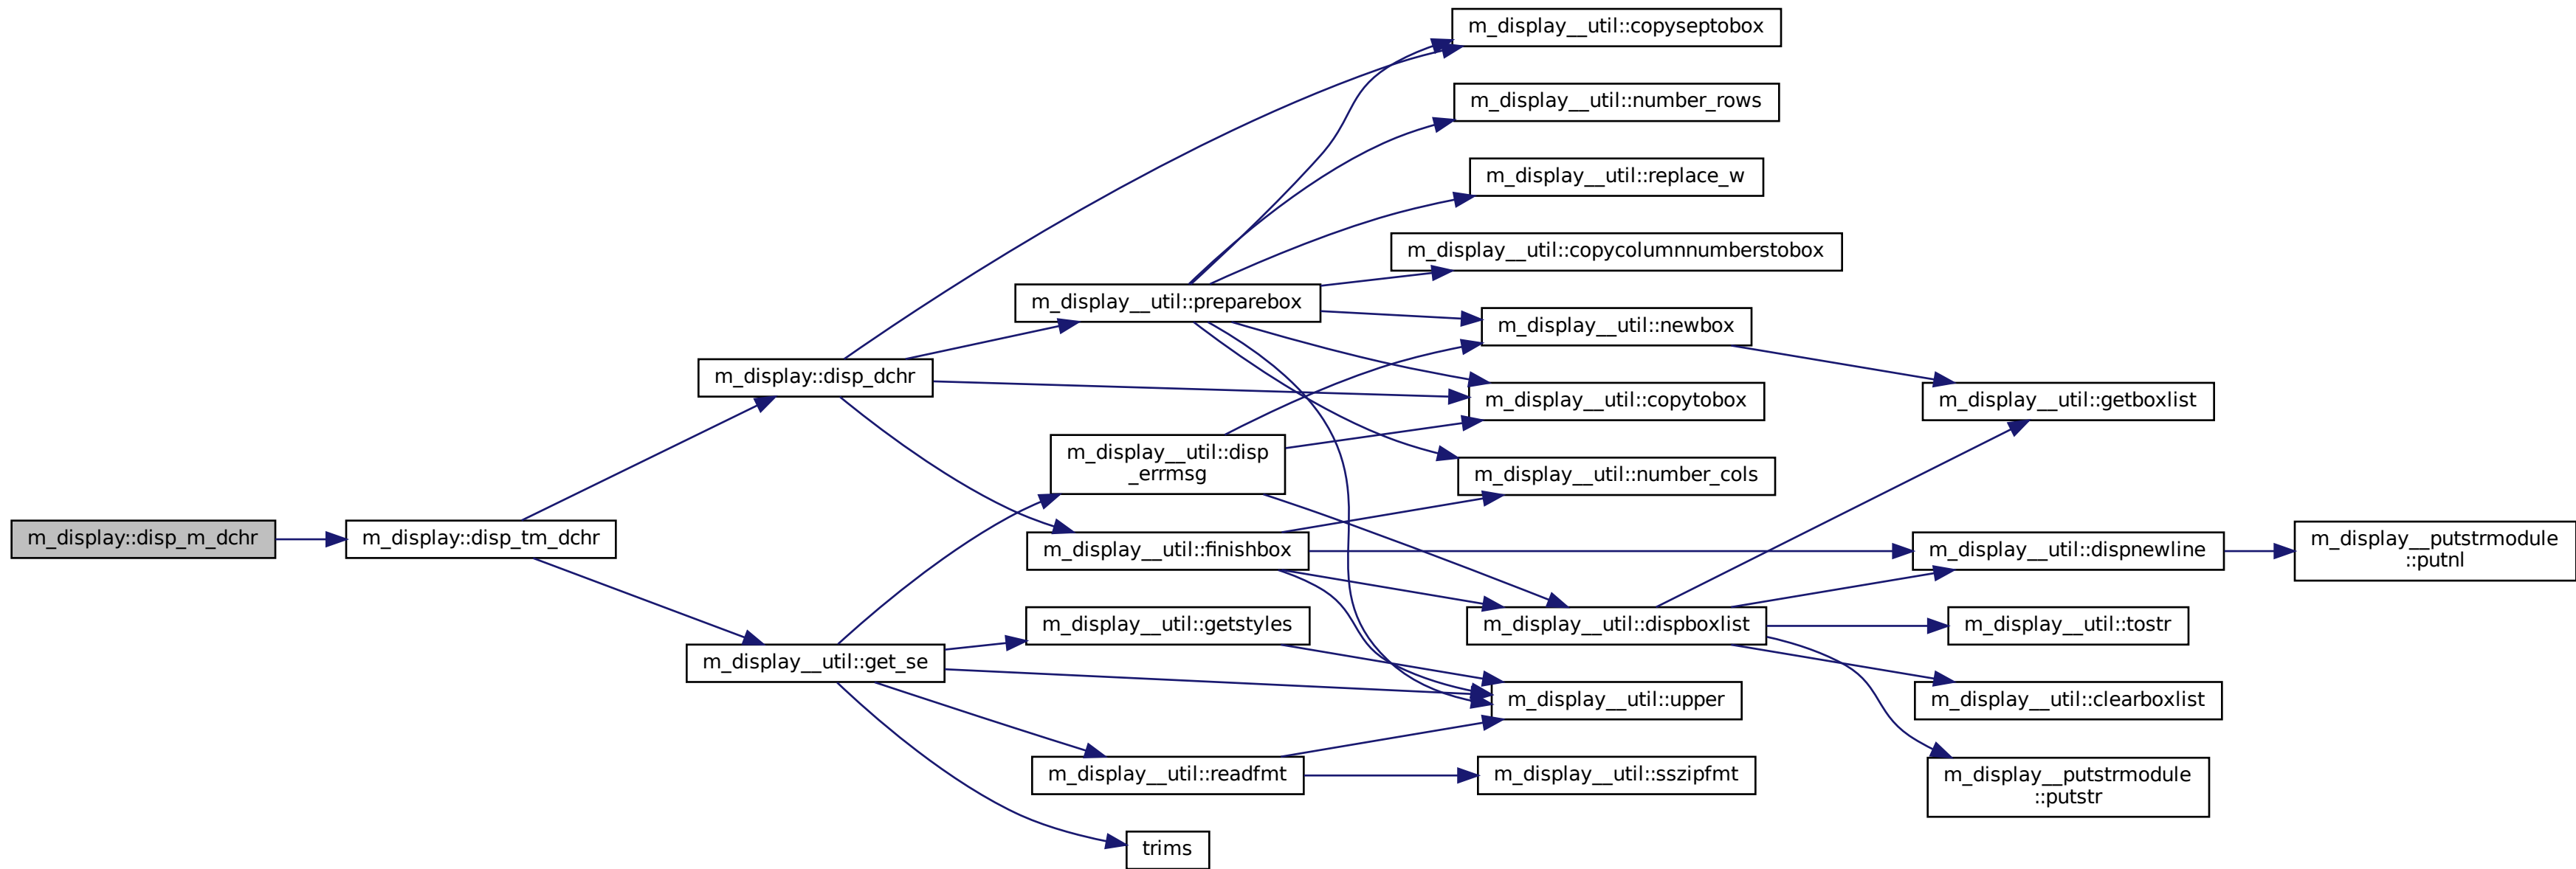 m_display__util::copyseptobox
m_display__util::number_rows
m_display__util::replace_w
m_display__util::copycolumnnumberstobox
m_display__util::preparebox
m_display__util::newbox
m_display::disp_dchr
m_display__util::copytobox
m_display__util::getboxlist
m_display__util::disp
_errmsg
m_display__util::number_cols
m_display::disp_m_dchr
m_display::disp_tm_dchr
m_display__util::finishbox
m_display__util::dispnewline
m_display__putstrmodule
::putnl
m_display__util::getstyles
m_display__util::dispboxlist
m_display__util::tostr
m_display__util::get_se
m_display__util::upper
m_display__util::clearboxlist
m_display__util::readfmt
m_display__util::sszipfmt
m_display__putstrmodule
::putstr
trims